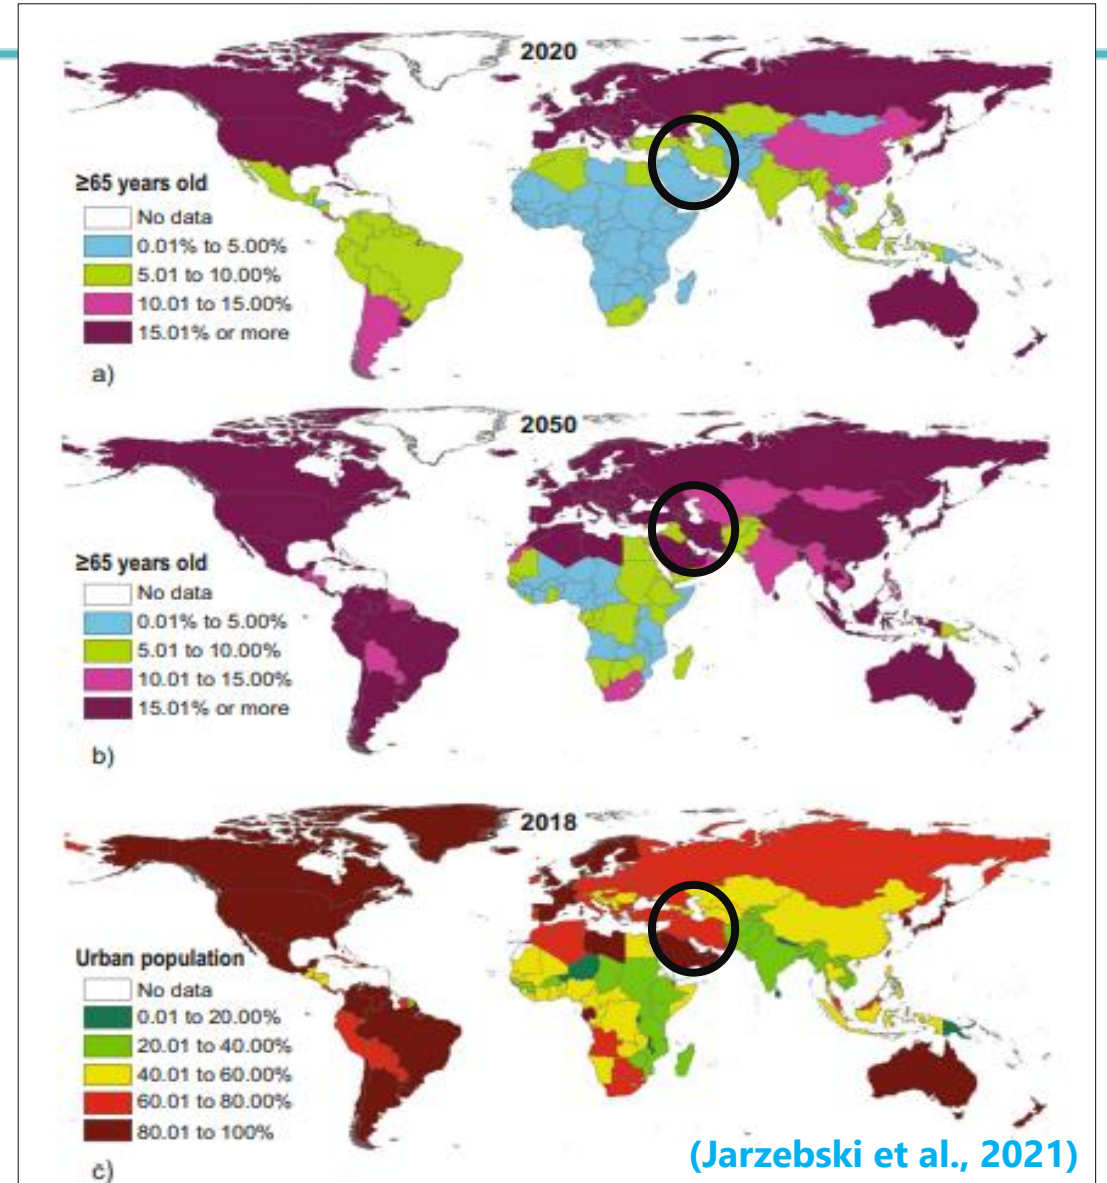 2020
≥65 years old
No data
0.01% to 5.00%
5.01 to 10.00%
10.01 to 15.00%
15.01% or more
a)
2050
≥65 years old
No data
0.01% to 5.00%
5.01 to 10.00%
10.01 to 15.00%
15.01% or more
b)
2018
Urban population
No data
0.01 to 20.00%
20.01 to 40.00%
40.01 to 60.00%
60.01 to 80.00%
80.01 to 100%
c)
(Jarzebski et al., 2021)